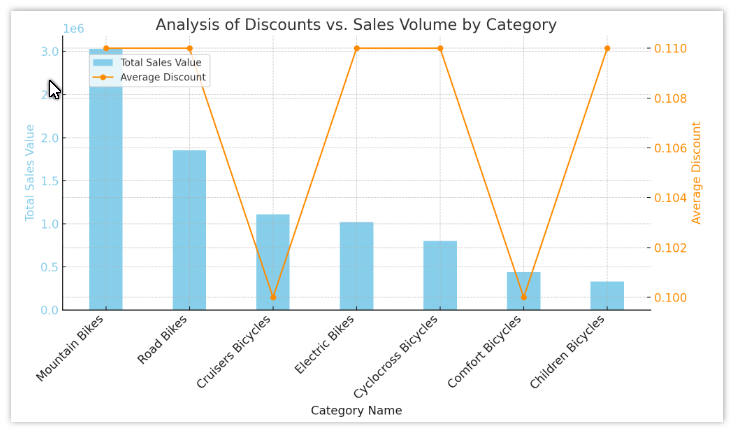 Analysis of Discounts vs. Sales Volume by Category
1e6
3.0
2.0
1.5
1.0
0.5
0.0
Total Sales Value
Total Sales Value
Average Discount
0.110
0.108
0.106
0.104
0.102
0.100
Average Discount
Mountain Bikes
Road Bikes
Cruisers Bicycles
Electric Bikes
Cyclocross Bicycles
Comfort Bicycles
Children Bicycles
Category Name